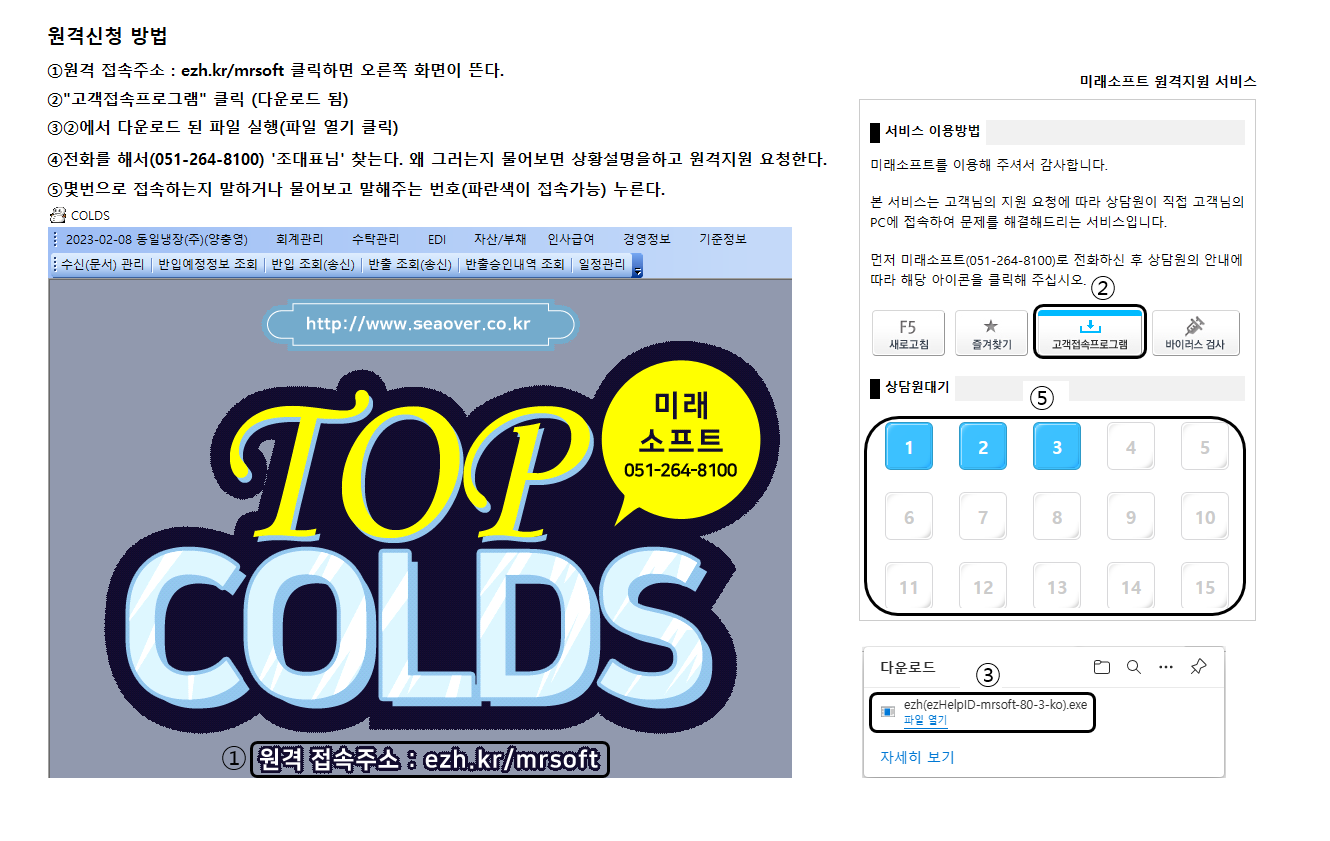 원격신청 방법
①원격 접속주소 : ezh.kr/mrsoft 클릭하면 오른쪽 화면이 뜬다.
②"고객접속프로그램" 클릭 (다운로드 됨)
③②에서 다운로드 된 파일 실행(파일 열기 클릭)
④전화를 해서(051-264-8100) '조대표님' 찾는다. 왜 그러는지 물어보면 상황설명을하고 원격지원 요청한다.
⑤몇번으로 접속하는지 말하거나 물어보고 말해주는 번호(파란색이 접속가능) 누른다.
COLDS
2023-02-08 동일냉장(주)(양충영) 회계관리 수탁관리 EDI 자산/부채 인사급여 경영정보 기준정보
수신(문서) 관리 반입예정정보 조회 반입 조회(송신) 반출 조회(송신) 반출승인내역 조회 일정관리
http://www.seaover.co.kr
미래
소프트
051-264-8100
TOP
COLDS
① 원격 접속주소 : ezh.kr/mrsoft
미래소프트 원격지원 서비스
서비스 이용방법
미래소프트를 이용해 주셔서 감사합니다.
본 서비스는 고객님의 지원 요청에 따라 상담원이 직접 고객님의
PC에 접속하여 문제를 해결해드리는 서비스입니다.
먼저 미래소프트(051-264-8100)로 전화하신 후 상담원의 안내에
따라 해당 아이콘을 클릭해 주십시오.
②
F5
새로고침 즐겨찾기 고객접속프로그램 바이러스 검사
상담원대기
⑤
1 2 3 4 5
6 7 8 9 10
11 12 13 14 15
다운로드
③
ezh(ezHelpID-mrsoft-80-3-ko).exe
파일 열기
자세히 보기